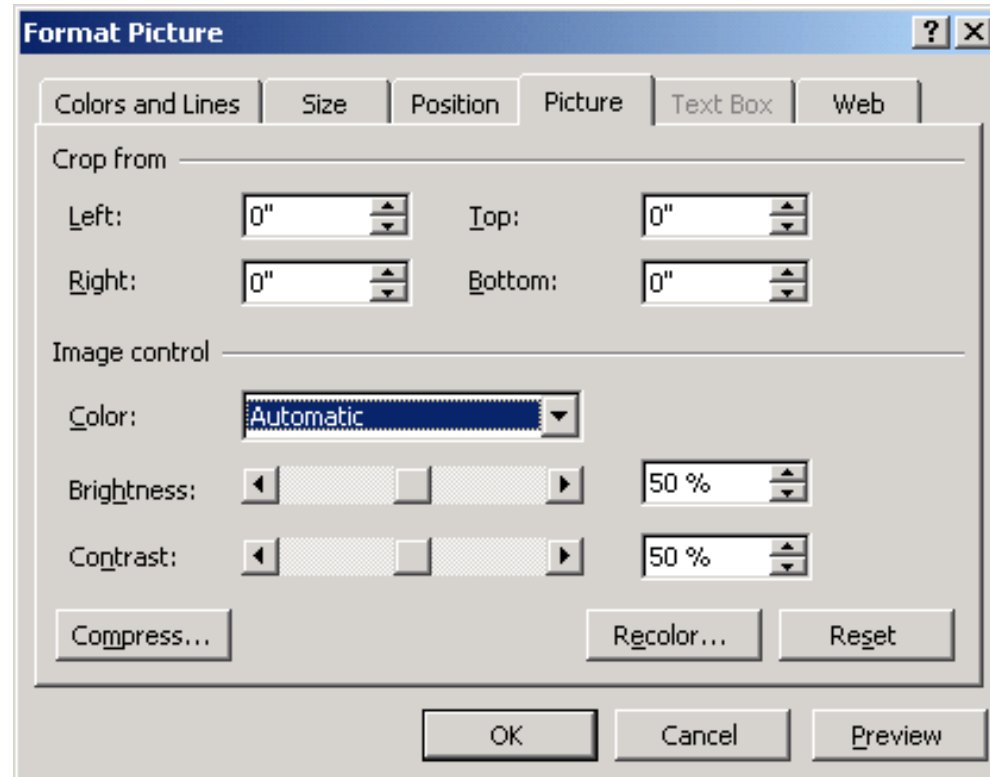 Format Picture
Colors and Lines Size Position Picture Text Box Web
Crop from
Left: 0" Top: 0"
Right: 0" Bottom: 0"
Image control
Color: Automatic
Brightness: 50 %
Contrast: 50 %
Compress... Recolor... Reset
OK Cancel Preview